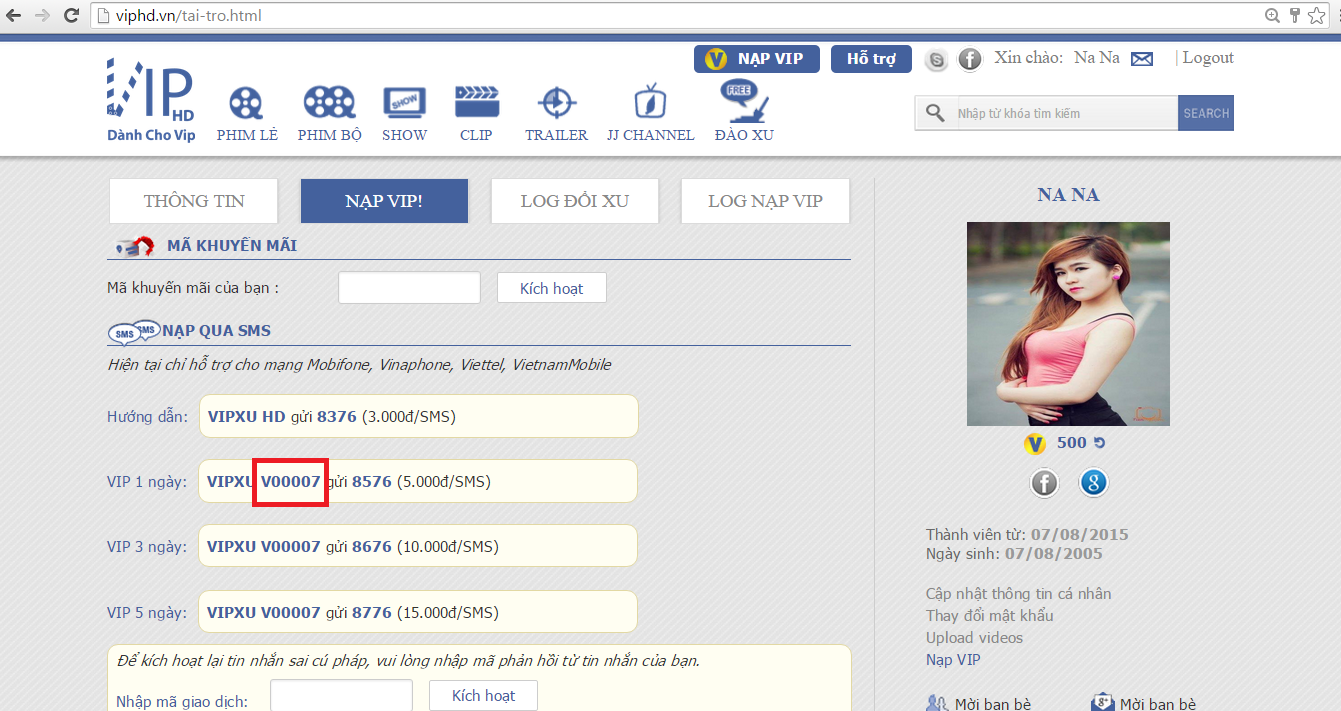 viphd.vn/tai-tro.html
NẠP VIP
Hỗ trợ
Xin chào: Na Na
| Logout
VIP HD
Dành Cho Vip
PHIM LẺ
PHIM BỘ
SHOW
SHOW
CLIP
TRAILER
JJ CHANNEL
FREE
ĐÀO XU
Nhập từ khóa tìm kiếm
SEARCH
THÔNG TIN
NẠP VIP!
LOG ĐỔI XU
LOG NẠP VIP
MÃ KHUYẾN MÃI
Mã khuyến mãi của bạn :
Kích hoạt
SMS SMS NẠP QUA SMS
Hiện tại chỉ hỗ trợ cho mạng Mobifone, Vinaphone, Viettel, VietnamMobile
Hướng dẫn: VIPXU HD gửi 8376 (3.000đ/SMS)
VIP 1 ngày: VIPXU V00007 gửi 8576 (5.000đ/SMS)
VIP 3 ngày: VIPXU V00007 gửi 8676 (10.000đ/SMS)
VIP 5 ngày: VIPXU V00007 gửi 8776 (15.000đ/SMS)
Để kích hoạt lại tin nhắn sai cú pháp, vui lòng nhập mã phản hồi từ tin nhắn của bạn.
Nhập mã giao dịch:
Kích hoạt
NA NA
V 500
Thành viên từ: 07/08/2015
Ngày sinh: 07/08/2005
Cập nhật thông tin cá nhân
Thay đổi mật khẩu
Upload videos
Nạp VIP
Mời bạn bè
Mời bạn bè